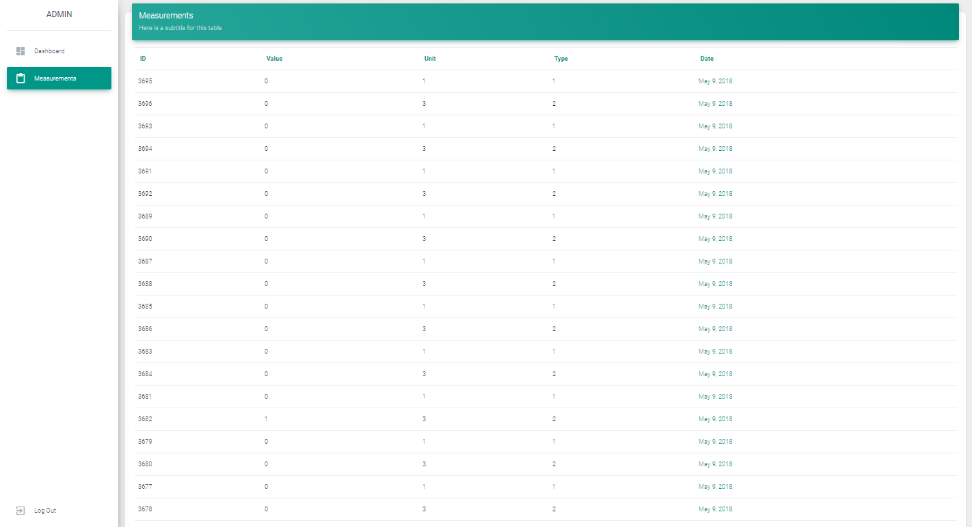 ADMIN
Dashboard
Measurements
Log Out
Measurements
Here is a subtitle for this table
ID Value Unit Type Date
3695 0 1 1 May 9, 2018
3696 0 3 2 May 9, 2018
3693 0 1 1 May 9, 2018
3694 0 3 2 May 9, 2018
3691 0 1 1 May 9, 2018
3692 0 3 2 May 9, 2018
3689 0 1 1 May 9, 2018
3690 0 3 2 May 9, 2018
3687 0 1 1 May 9, 2018
3688 0 3 2 May 9, 2018
3685 0 1 1 May 9, 2018
3686 0 3 2 May 9, 2018
3683 0 1 1 May 9, 2018
3684 0 3 2 May 9, 2018
3681 0 1 1 May 9, 2018
3682 1 3 2 May 9, 2018
3679 0 1 1 May 9, 2018
3680 0 3 2 May 9, 2018
3677 0 1 1 May 9, 2018
3678 0 3 2 May 9, 2018